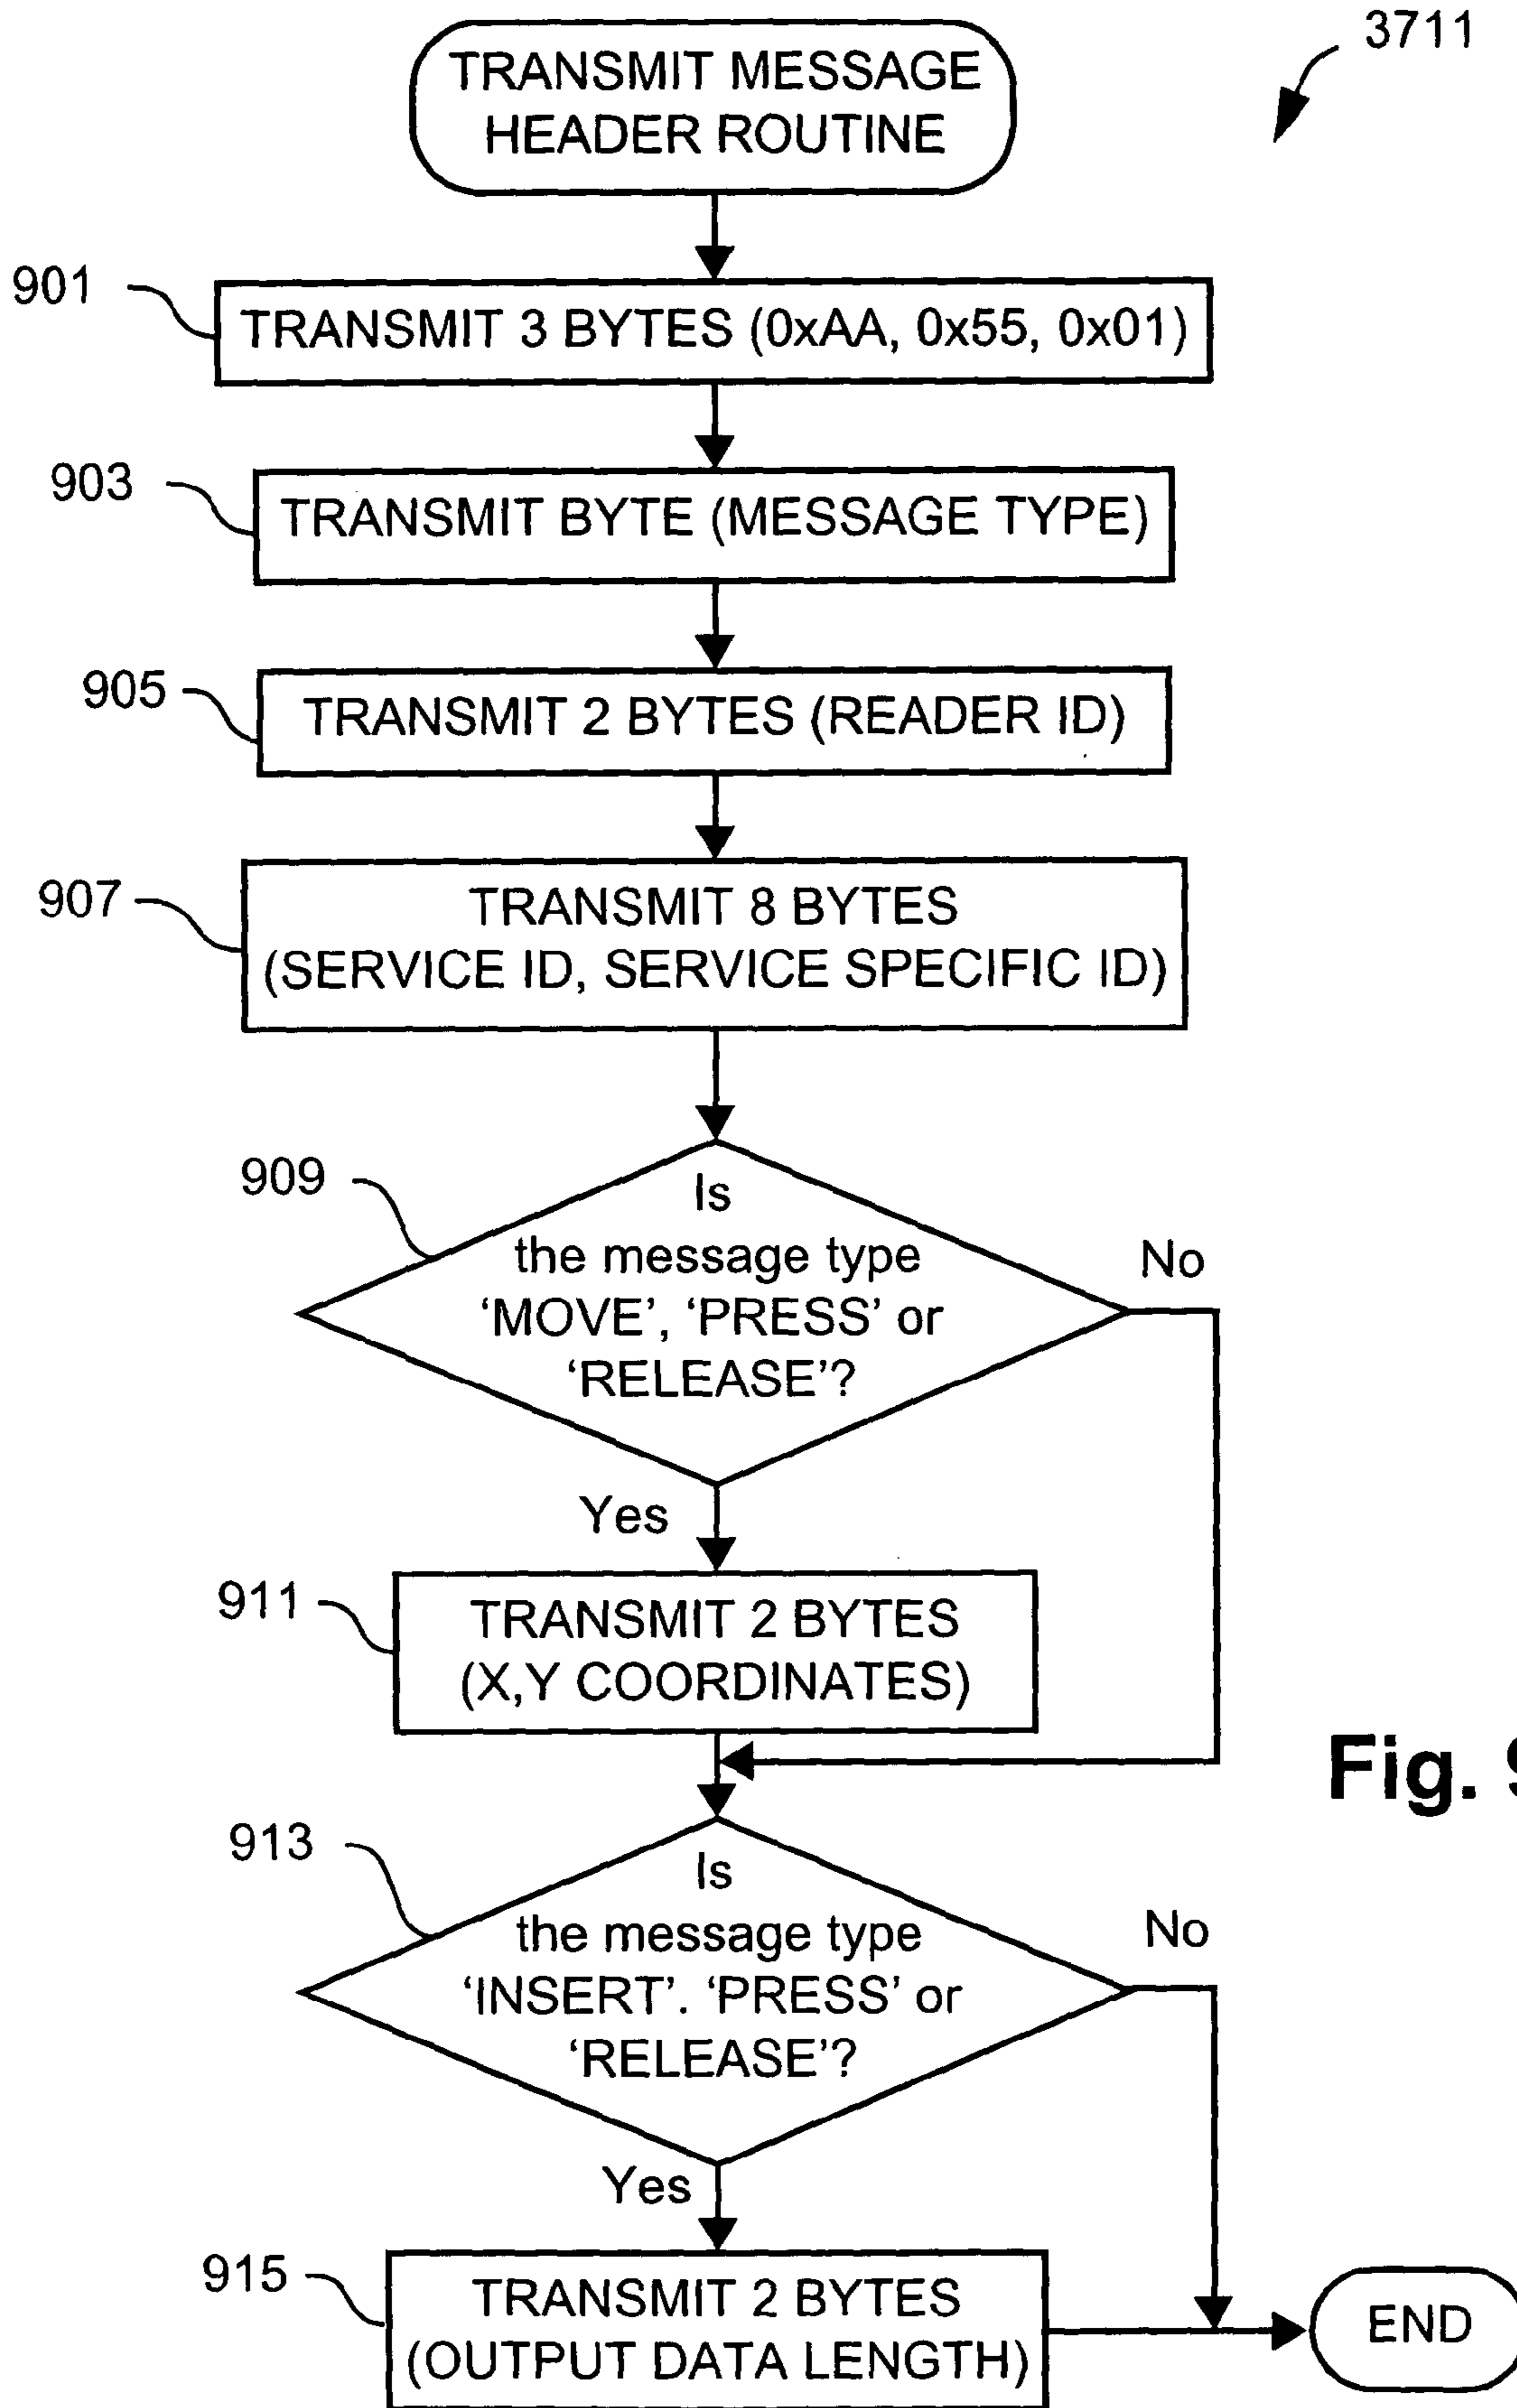 3711
TRANSMIT MESSAGE
HEADER ROUTINE
901
TRANSMIT 3 BYTES (0xAA, 0x55, 0x01)
903
TRANSMIT BYTE (MESSAGE TYPE)
905
TRANSMIT 2 BYTES (READER ID)
907
TRANSMIT 8 BYTES
(SERVICE ID, SERVICE SPECIFIC ID)
909
Is
the message type
‘MOVE’, ‘PRESS’ or
‘RELEASE’?
No
Yes
911
TRANSMIT 2 BYTES
(X,Y COORDINATES)
Fig. 9
913
Is
the message type
‘INSERT’. ‘PRESS’ or
‘RELEASE’?
No
Yes
915
TRANSMIT 2 BYTES
(OUTPUT DATA LENGTH)
END